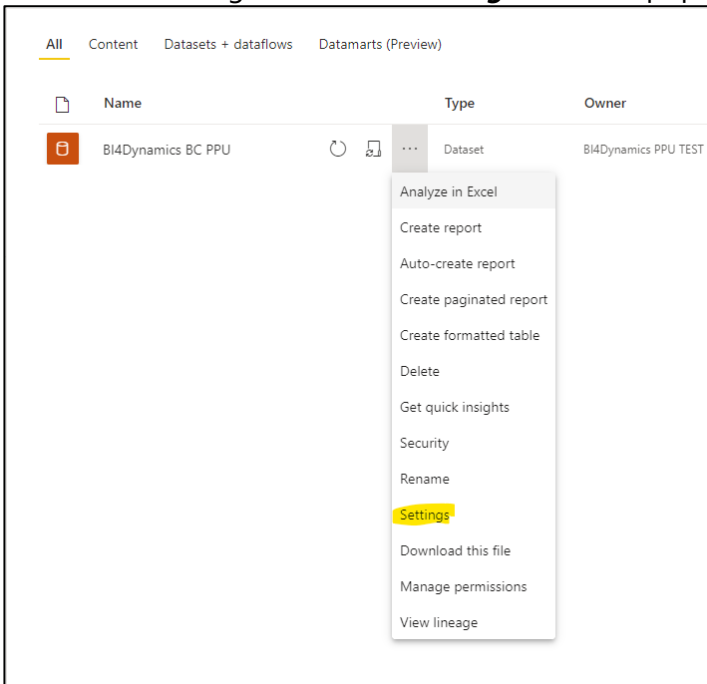 All Content Datasets + dataflows Datamarts (Preview)
Name Type Owner
BI4Dynamics BC PPU ... Dataset BI4Dynamics PPU TEST
Analyze in Excel
Create report
Auto-create report
Create paginated report
Create formatted table
Delete
Get quick insights
Security
Rename
Settings
Download this file
Manage permissions
View lineage